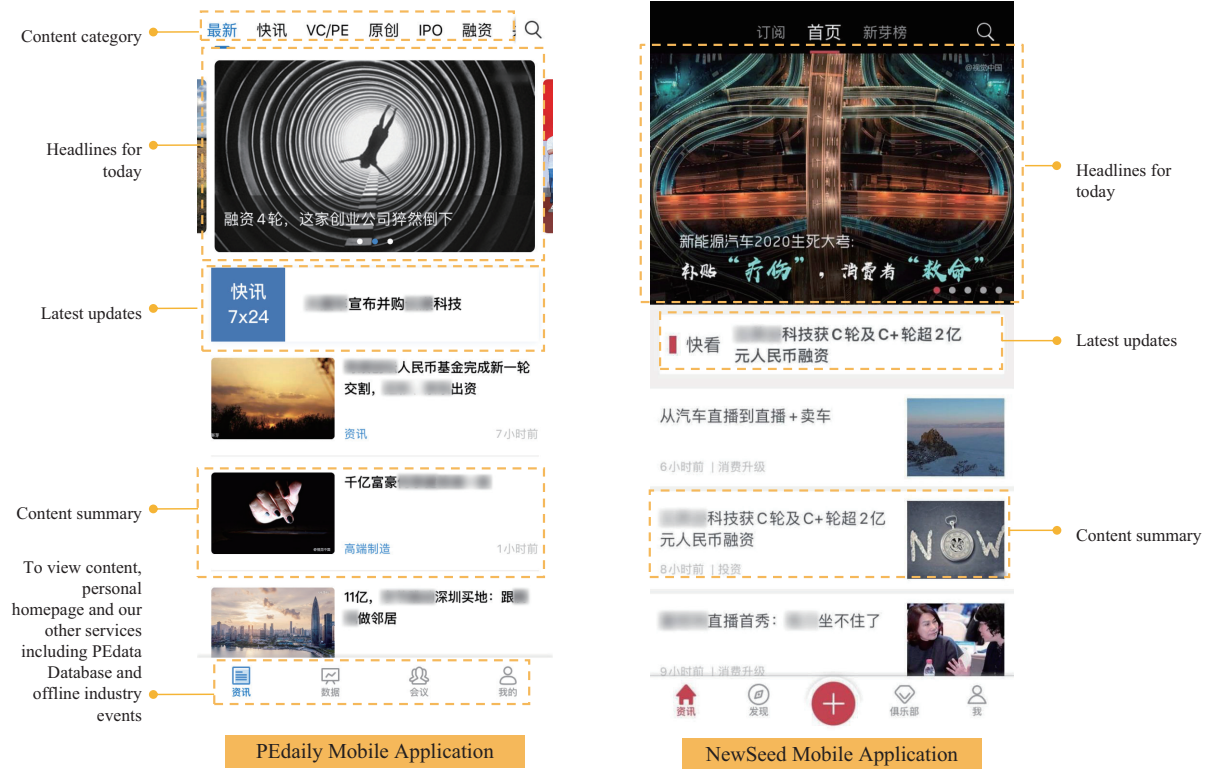 Content category
最新 快讯 VC/PE 原创 IPO 融资
Headlines for
today
融资4轮，这家创业公司猝然倒下
Latest updates
快讯
7x24
宣布并购 科技
人民币基金完成新一轮
交割， 出资
资讯 7小时前
Content summary
千亿富豪
@视觉中国
高端制造 1小时前
To view content,
personal
homepage and our
other services
including PEdata
Database and
offline industry
events
11亿， 深圳买地：跟
做邻居
资讯 数据 会议 我的
PEdaily Mobile Application
订阅 首页 新芽榜
@视觉中国
Headlines for
today
新能源汽车2020生死大考：
补贴“疗伤”，消费者“救命”
快看
科技获C轮及C+轮超2亿
元人民币融资
Latest updates
从汽车直播到直播+卖车
6小时前 | 消费升级
科技获C轮及C+轮超2亿
元人民币融资
8小时前 | 投资
NOW
Content summary
直播首秀： 坐不住了
9小时前 | 消费升级
资讯 发现 俱乐部 我
NewSeed Mobile Application